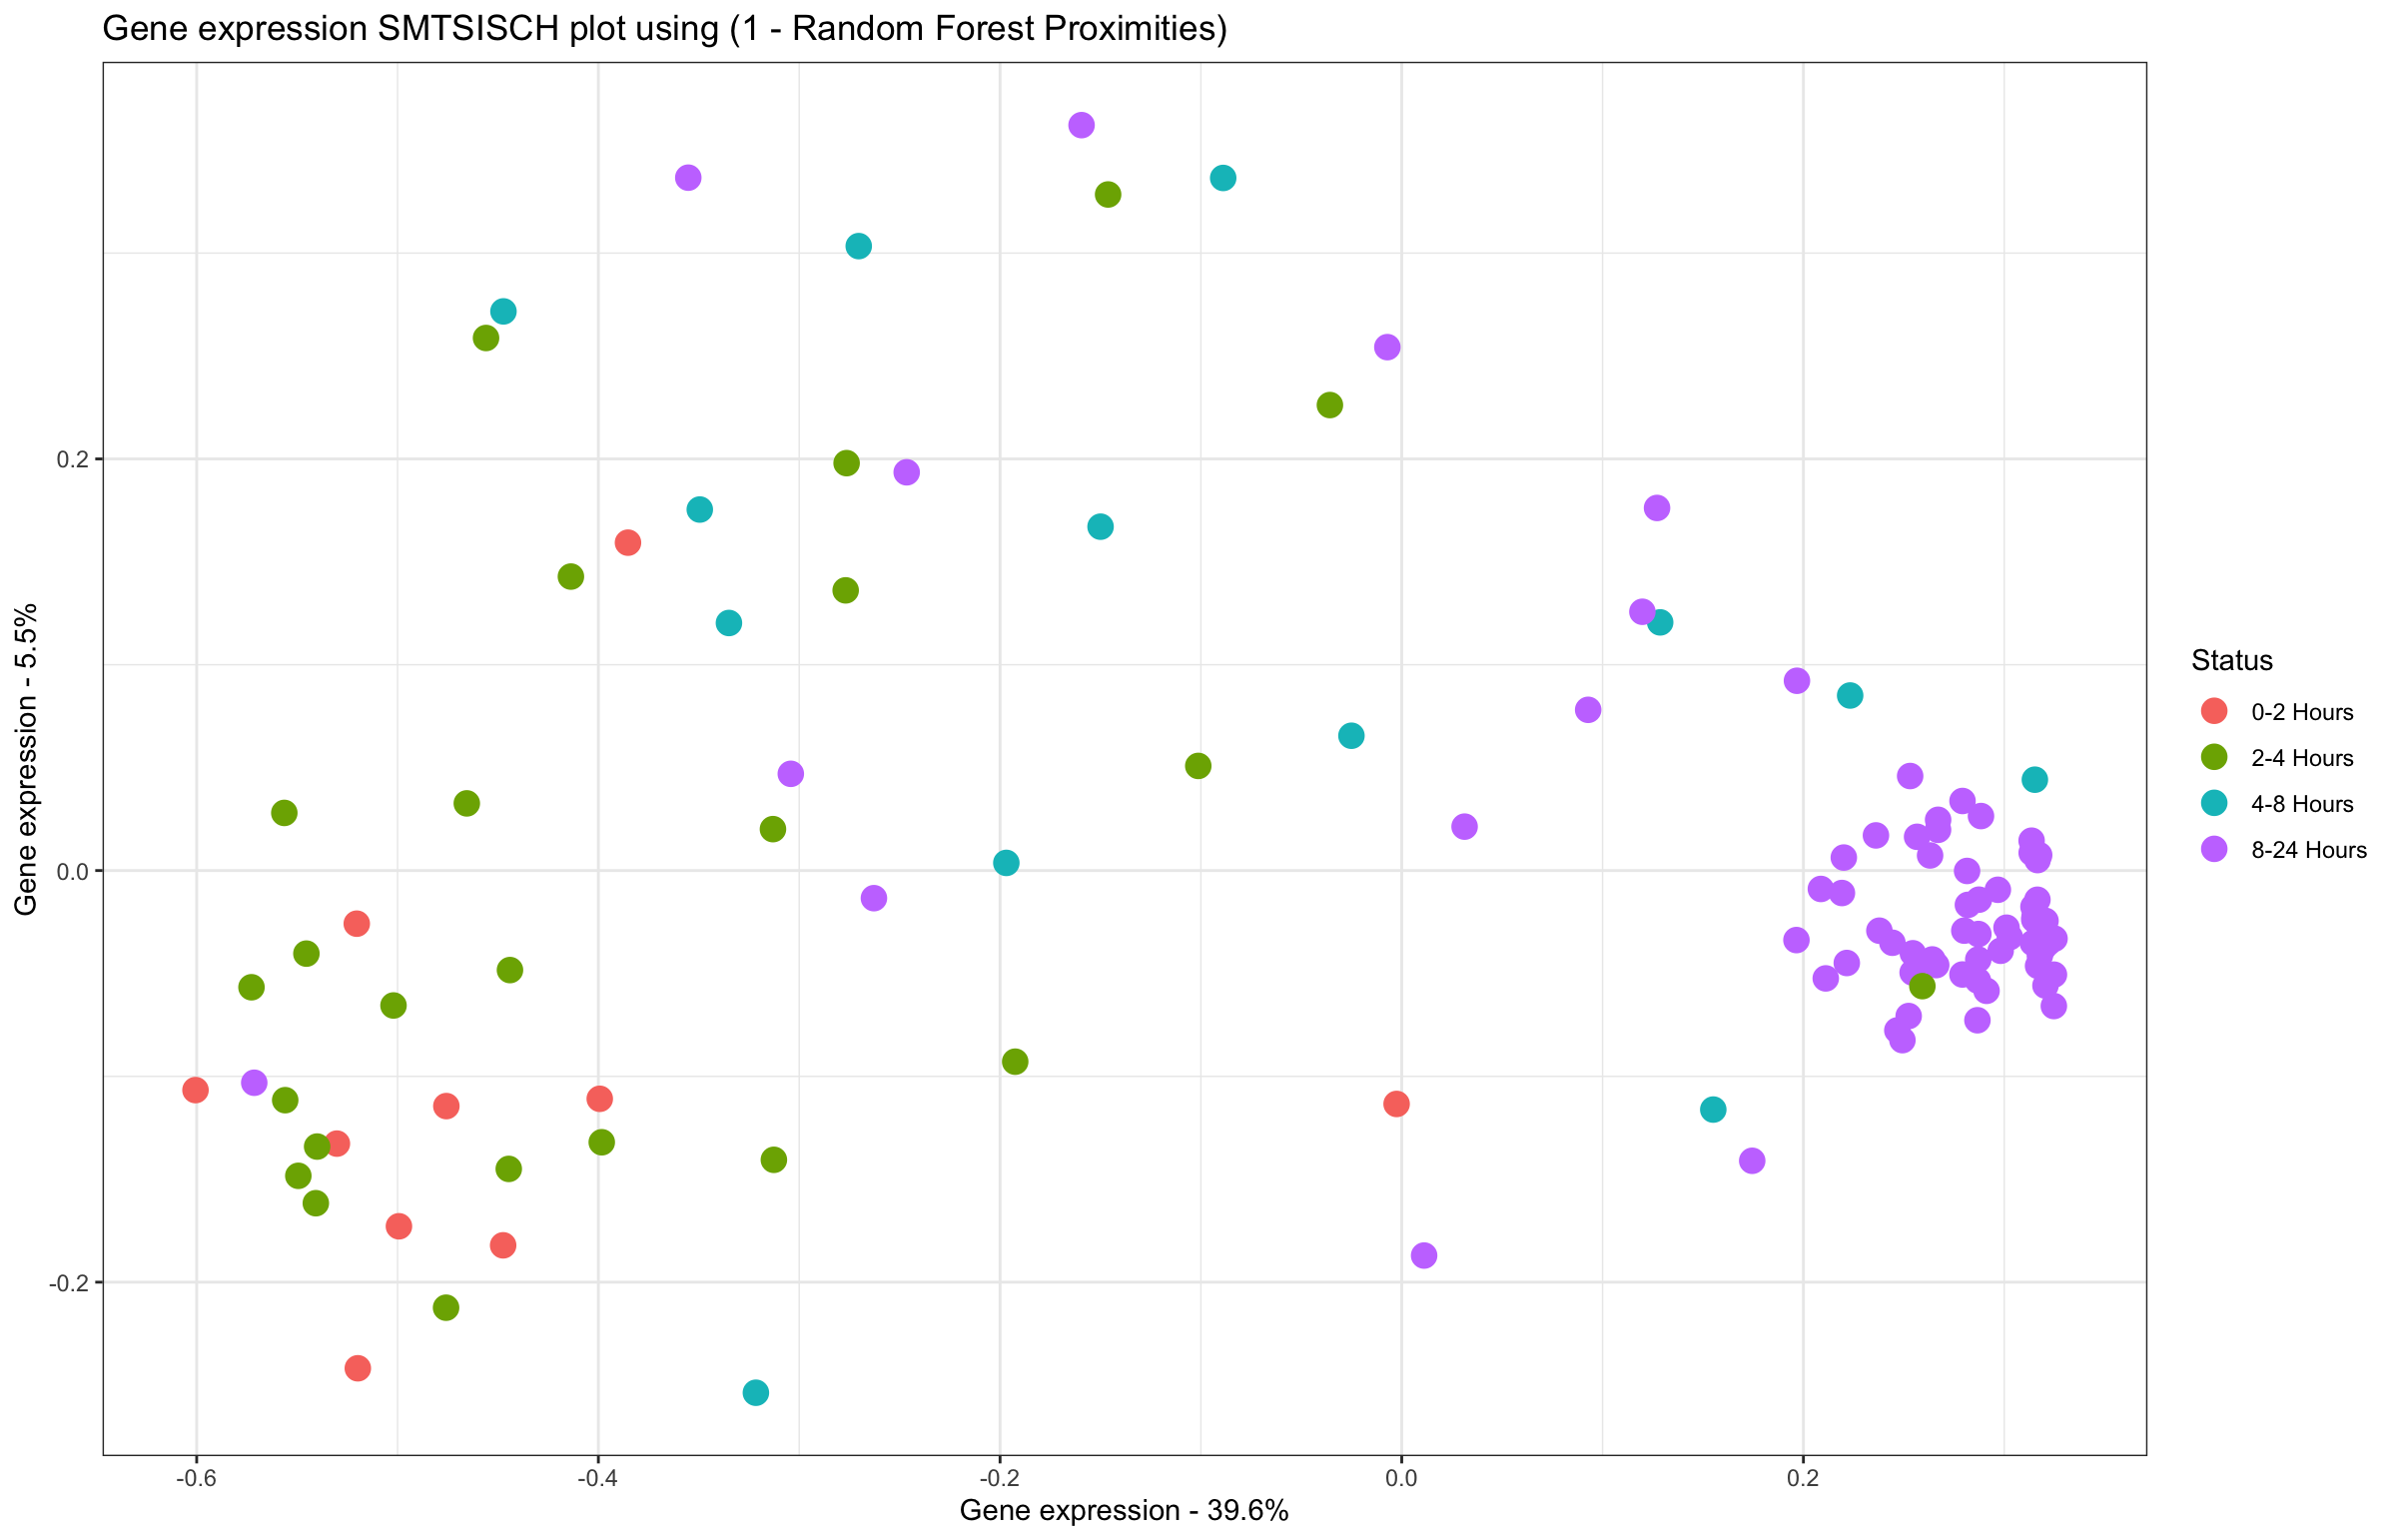 Gene expression SMTSISCH plot using (1 - Random Forest Proximities)
Gene expression - 5.5%
0.2
0.0
-0.2
-0.6
-0.4
-0.2
0.0
0.2
Gene expression - 39.6%
Status
0-2 Hours
2-4 Hours
4-8 Hours
8-24 Hours